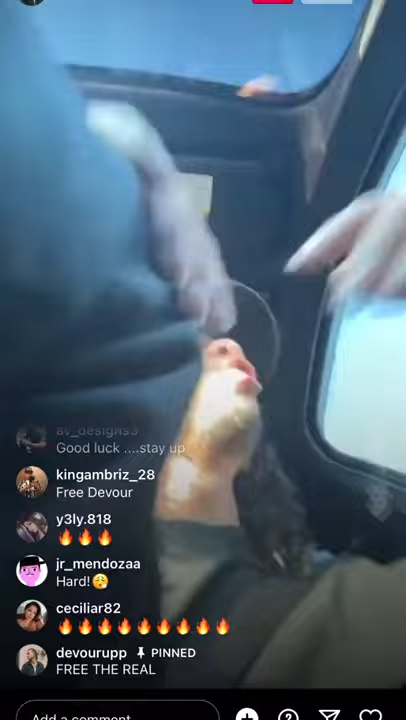 av_designs3
Good luck ....stay up
kingambriz_28
Free Devour
y3ly.818
🔥🔥🔥
jr_mendozaa
Hard!😮‍💨
ceciliar82
🔥🔥🔥🔥🔥🔥🔥🔥🔥
devourupp 📌 PINNED
FREE THE REAL
Add a comment